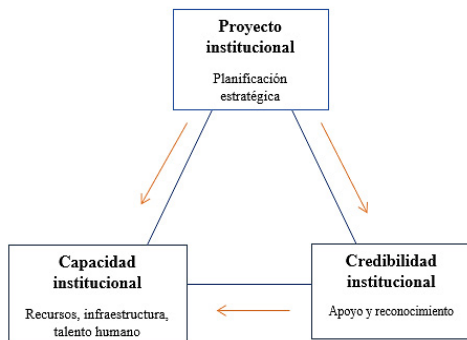 Proyecto
institucional
Planificación
estratégica
Capacidad
institucional
Recursos, infraestructura,
talento humano
Credibilidad
institucional
Apoyo y reconocimiento